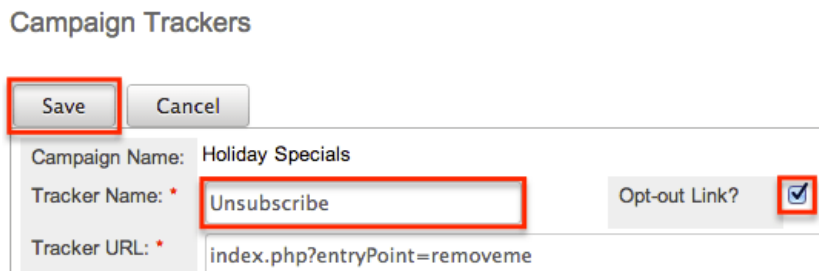 Campaign Trackers
Save Cancel
Campaign Name: Holiday Specials
Tracker Name: * Unsubscribe Opt-out Link?
Tracker URL: * index.php?entryPoint=removeme